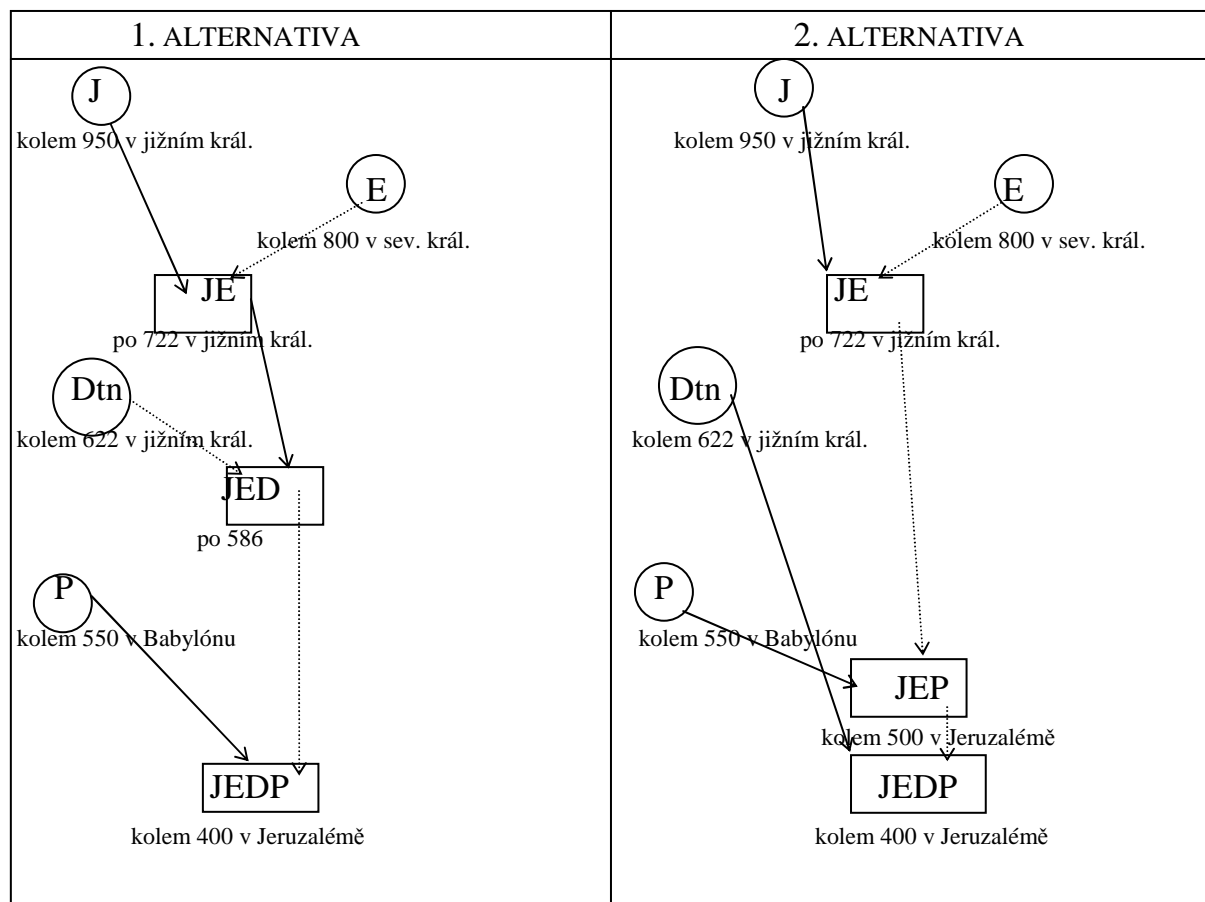 1. ALTERNATIVA
J
kolem 950 v jižním král.
E
kolem 800 v sev. král.
JE
po 722 v jižním král.
Dtn
kolem 622 v jižním král.
JED
po 586
P
kolem 550 v Babylónu
JEDP
kolem 400 v Jeruzalémě
2. ALTERNATIVA
J
kolem 950 v jižním král.
E
kolem 800 v sev. král.
JE
po 722 v jižním král.
Dtn
kolem 622 v jižním král.
P
kolem 550 v Babylónu
JEP
kolem 500 v Jeruzalémě
JEDP
kolem 400 v Jeruzalémě